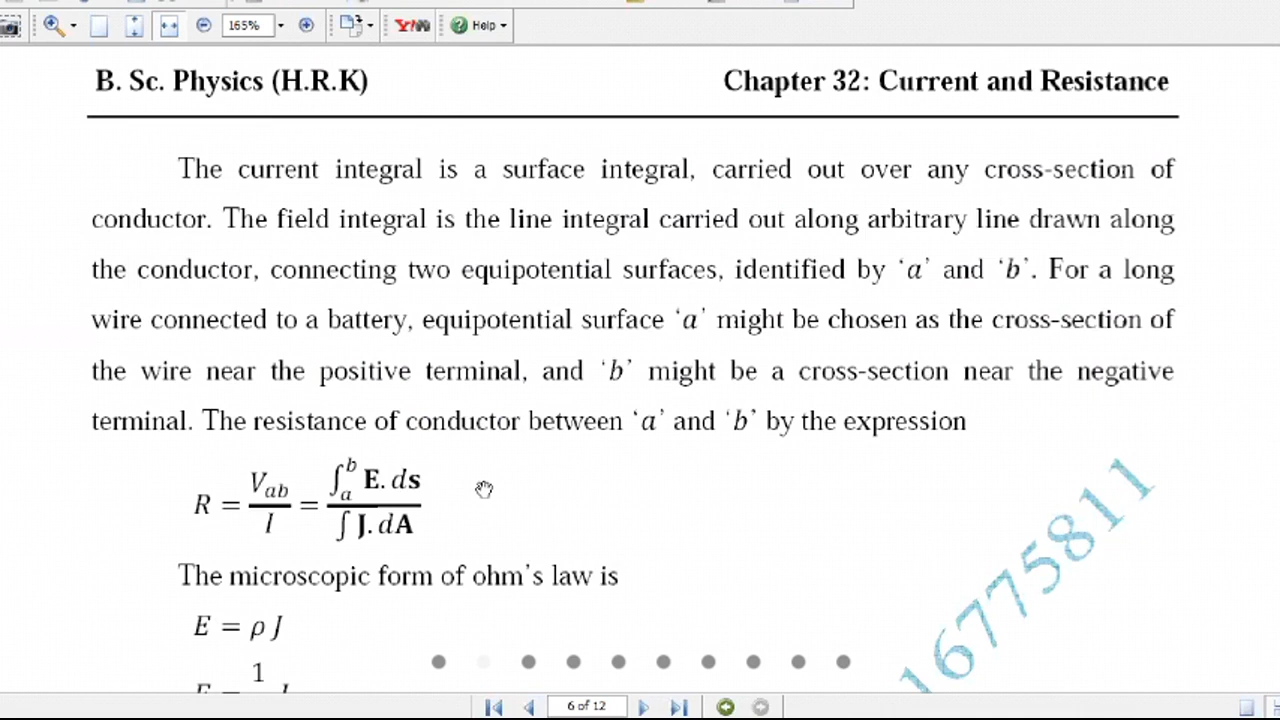 165%
Help
B. Sc. Physics (H.R.K)
Chapter 32: Current and Resistance
The current integral is a surface integral, carried out over any cross-section of
conductor. The field integral is the line integral carried out along arbitrary line drawn along
the conductor, connecting two equipotential surfaces, identified by ‘a’ and ‘b’. For a long
wire connected to a battery, equipotential surface ‘a’ might be chosen as the cross-section of
the wire near the positive terminal, and ‘b’ might be a cross-section near the negative
terminal. The resistance of conductor between ‘a’ and ‘b’ by the expression
R = V_ab / I = ∫_a^b E. ds / ∫ J. dA
The microscopic form of ohm’s law is
E = ρ J
1
16775811
6 of 12